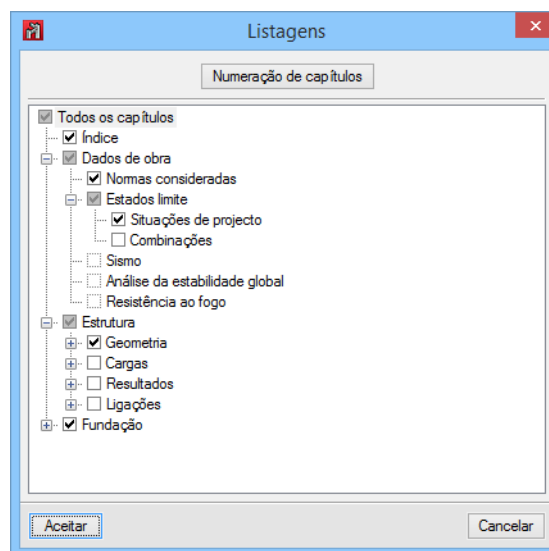 Listagens
Numeração de capítulos
Todos os capítulos
Índice
Dados de obra
Normas consideradas
Estados limite
Situações de projecto
Combinações
Sismo
Análise da estabilidade global
Resistência ao fogo
Estrutura
Geometria
Cargas
Resultados
Ligações
Fundação
Aceitar
Cancelar